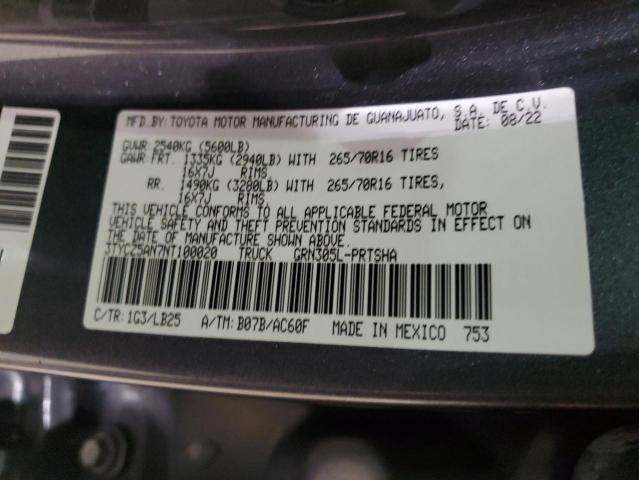 MFD.BY: TOYOTA MOTOR MANUFACTURING DE GUANAJUATO, S.A. DE C.V.
DATE: 08/22
GVWR: 2540KG (5600LB)
GAWR: FRT. 1335KG (2940LB) WITH 265/70R16 TIRES
16X7J RIMS,
RR. 1490KG (3280LB) WITH 265/70R16 TIRES,
16X7J RIMS,
THIS VEHICLE CONFORMS TO ALL APPLICABLE FEDERAL MOTOR
VEHICLE SAFETY AND THEFT PREVENTION STANDARDS IN EFFECT ON
THE DATE OF MANUFACTURE SHOWN ABOVE.
3TYCZ5AN7NT100020 TRUCK GRN305L-PRTSHA
C/TR: 1G3/LB25 A/TM: B07B/AC60F MADE IN MEXICO 753